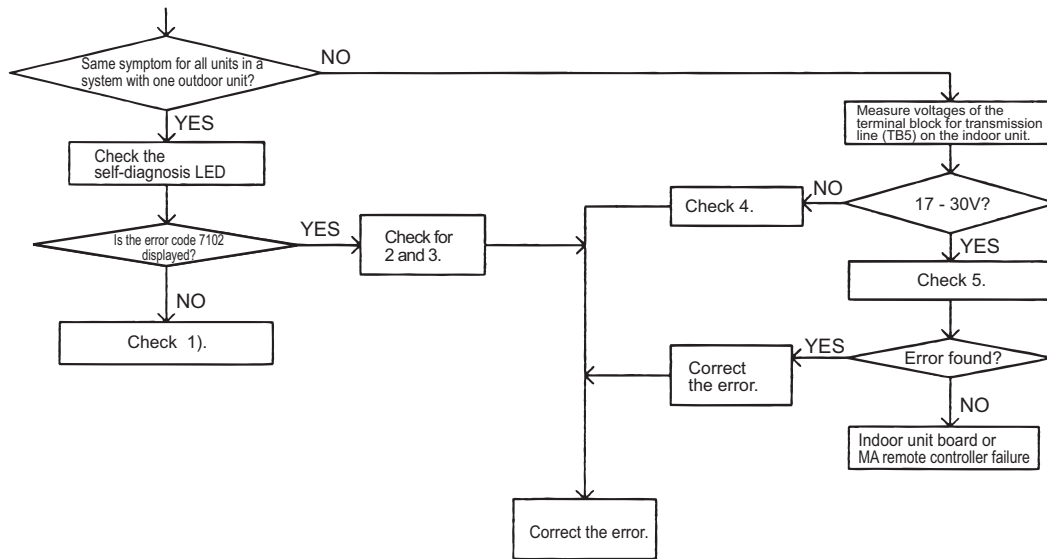 Same symptom for all units in a
system with one outdoor unit?
NO
YES
Measure voltages of the
terminal block for transmission
line (TB5) on the indoor unit.
Check the
self-diagnosis LED
NO
Check 4.
17 - 30V?
Is the error code 7102
displayed?
YES
Check for
2 and 3.
YES
Check 5.
NO
Check 1).
YES
Error found?
Correct
the error.
NO
Indoor unit board or
MA remote controller failure
Correct the error.